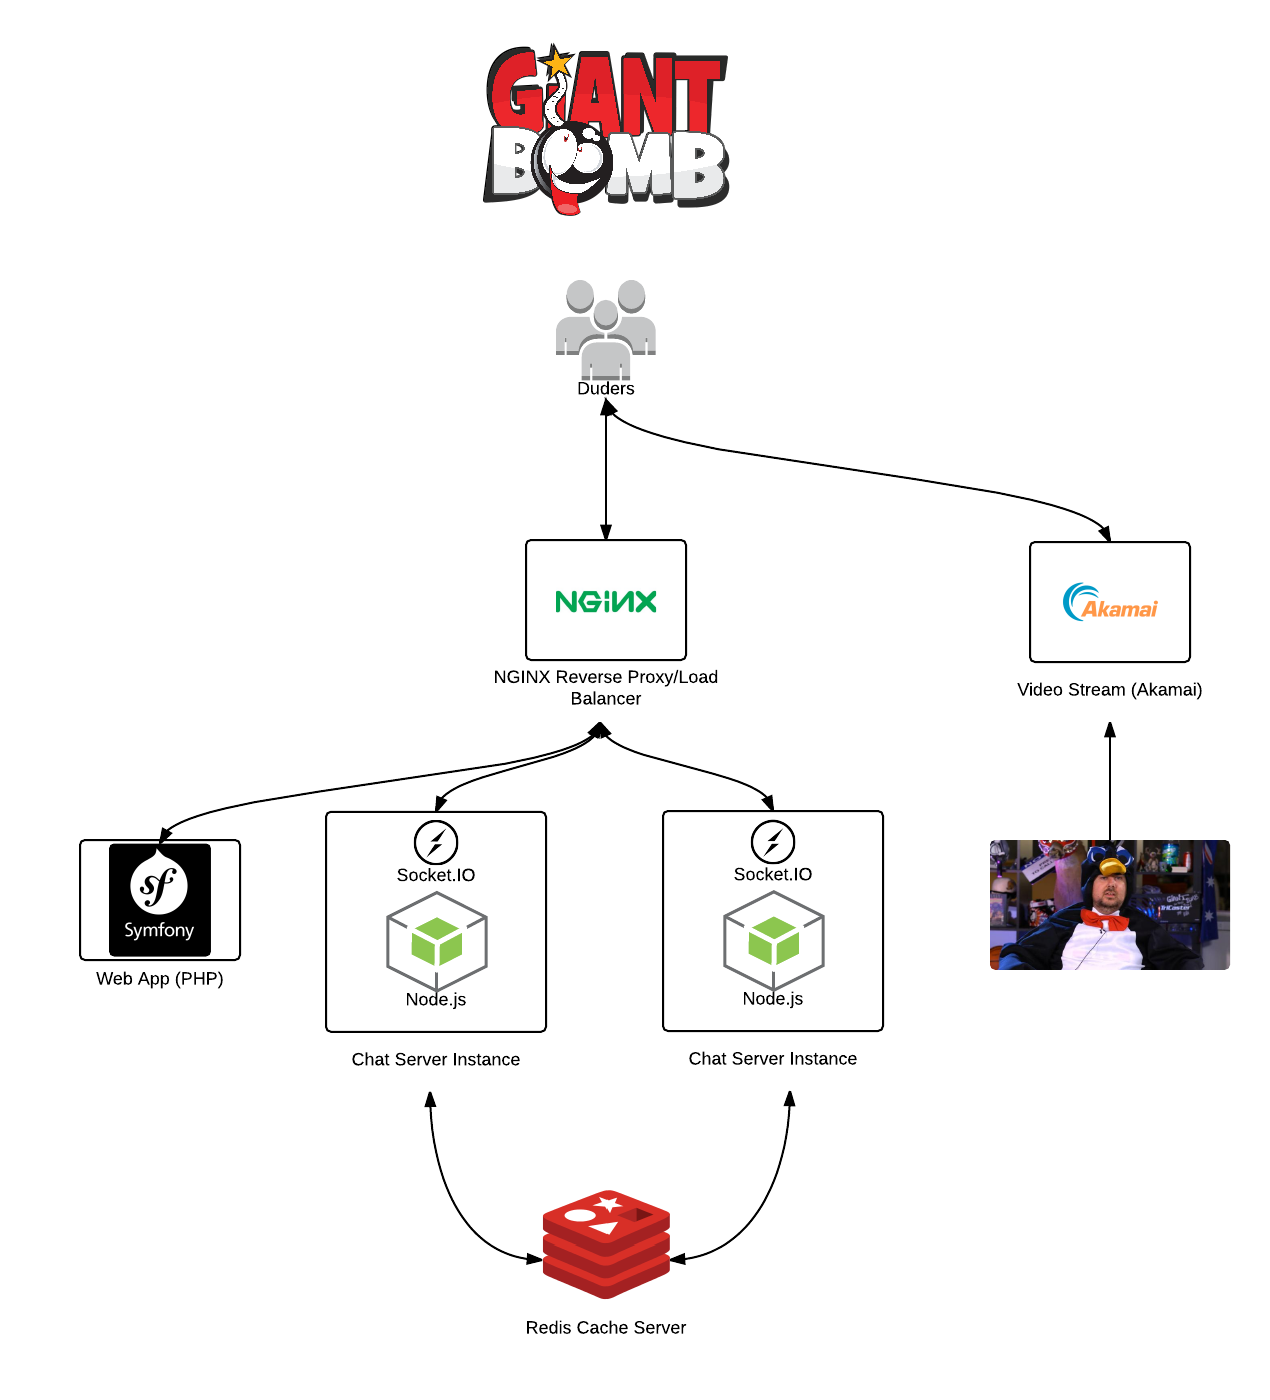 GIANT
BOMB
Duders
NGINX
Akamai
NGINX Reverse Proxy/Load
Balancer
Video Stream (Akamai)
sf
Symfony
Web App (PHP)
Socket.IO
Node.js
Chat Server Instance
Socket.IO
Node.js
Chat Server Instance
Redis Cache Server